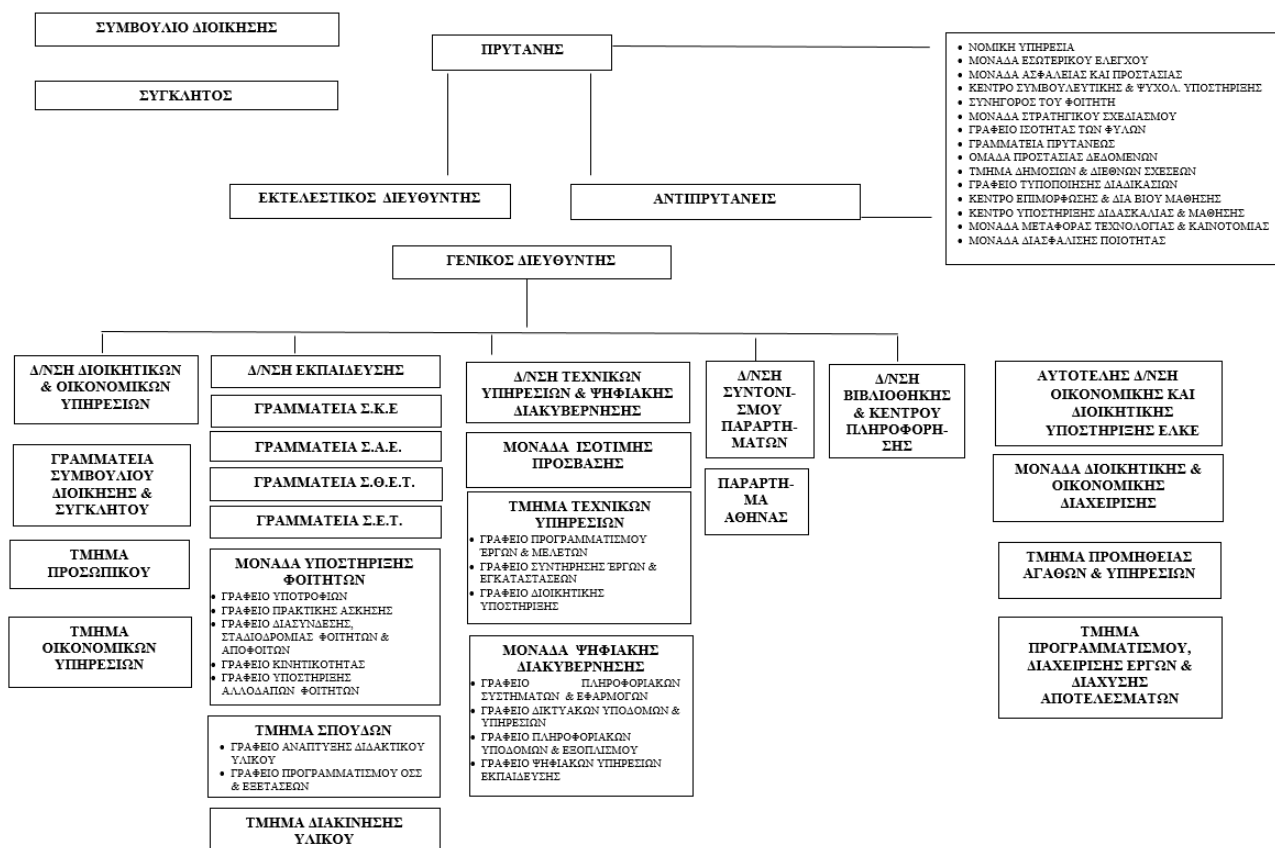 ΣΥΜΒΟΥΛΙΟ ΔΙΟΙΚΗΣΗΣ
ΣΥΓΚΛΗΤΟΣ
ΠΡΥΤΑΝΗΣ
• ΝΟΜΙΚΗ ΥΠΗΡΕΣΙΑ
• ΜΟΝΑΔΑ ΕΣΩΤΕΡΙΚΟΥ ΕΛΕΓΧΟΥ
• ΜΟΝΑΔΑ ΑΣΦΑΛΕΙΑΣ ΚΑΙ ΠΡΟΣΤΑΣΙΑΣ
• ΚΕΝΤΡΟ ΣΥΜΒΟΥΛΕΥΤΙΚΗΣ & ΨΥΧΟΛ. ΥΠΟΣΤΗΡΙΞΗΣ
• ΣΥΝΗΓΟΡΟΣ ΤΟΥ ΦΟΙΤΗΤΗ
• ΜΟΝΑΔΑ ΣΤΡΑΤΗΓΙΚΟΥ ΣΧΕΔΙΑΣΜΟΥ
• ΓΡΑΦΕΙΟ ΙΣΟΤΗΤΑΣ ΤΩΝ ΦΥΛΩΝ
• ΓΡΑΜΜΑΤΕΙΑ ΠΡΥΤΑΝΕΩΣ
• ΟΜΑΔΑ ΠΡΟΣΤΑΣΙΑΣ ΔΕΔΟΜΕΝΩΝ
• ΤΜΗΜΑ ΔΗΜΟΣΙΩΝ & ΔΙΕΘΝΩΝ ΣΧΕΣΕΩΝ
• ΓΡΑΦΕΙΟ ΤΥΠΟΠΟΙΗΣΗΣ ΔΙΑΔΙΚΑΣΙΩΝ
• ΚΕΝΤΡΟ ΕΠΙΜΟΡΦΩΣΗΣ & ΔΙΑ ΒΙΟΥ ΜΑΘΗΣΗΣ
• ΚΕΝΤΡΟ ΥΠΟΣΤΗΡΙΞΗΣ ΔΙΔΑΣΚΑΛΙΑΣ & ΜΑΘΗΣΗΣ
• ΜΟΝΑΔΑ ΜΕΤΑΦΟΡΑΣ ΤΕΧΝΟΛΟΓΙΑΣ & ΚΑΙΝΟΤΟΜΙΑΣ
• ΜΟΝΑΔΑ ΔΙΑΣΦΑΛΙΣΗΣ ΠΟΙΟΤΗΤΑΣ
ΕΚΤΕΛΕΣΤΙΚΟΣ ΔΙΕΥΘΥΝΤΗΣ
ΑΝΤΙΠΡΥΤΑΝΕΙΣ
ΓΕΝΙΚΟΣ ΔΙΕΥΘΥΝΤΗΣ
Δ/ΝΣΗ ΔΙΟΙΚΗΤΙΚΩΝ
& ΟΙΚΟΝΟΜΙΚΩΝ
ΥΠΗΡΕΣΙΩΝ
ΓΡΑΜΜΑΤΕΙΑ
ΣΥΜΒΟΥΛΙΟΥ
ΔΙΟΙΚΗΣΗΣ &
ΣΥΓΚΛΗΤΟΥ
ΤΜΗΜΑ
ΠΡΟΣΩΠΙΚΟΥ
ΤΜΗΜΑ
ΟΙΚΟΝΟΜΙΚΩΝ
ΥΠΗΡΕΣΙΩΝ
Δ/ΝΣΗ ΕΚΠΑΙΔΕΥΣΗΣ
ΓΡΑΜΜΑΤΕΙΑ Σ.Κ.Ε
ΓΡΑΜΜΑΤΕΙΑ Σ.Α.Ε.
ΓΡΑΜΜΑΤΕΙΑ Σ.Θ.Ε.Τ.
ΓΡΑΜΜΑΤΕΙΑ Σ.Ε.Τ.
ΜΟΝΑΔΑ ΥΠΟΣΤΗΡΙΞΗΣ
ΦΟΙΤΗΤΩΝ
• ΓΡΑΦΕΙΟ ΥΠΟΤΡΟΦΙΩΝ
• ΓΡΑΦΕΙΟ ΠΡΑΚΤΙΚΗΣ ΑΣΚΗΣΗΣ
• ΓΡΑΦΕΙΟ ΔΙΑΣΥΝΔΕΣΗΣ,
ΣΤΑΔΙΟΔΡΟΜΙΑΣ ΦΟΙΤΗΤΩΝ &
ΑΠΟΦΟΙΤΩΝ
• ΓΡΑΦΕΙΟ ΚΙΝΗΤΙΚΟΤΗΤΑΣ
• ΓΡΑΦΕΙΟ ΥΠΟΣΤΗΡΙΞΗΣ
ΑΛΛΟΔΑΠΩΝ ΦΟΙΤΗΤΩΝ
ΤΜΗΜΑ ΣΠΟΥΔΩΝ
• ΓΡΑΦΕΙΟ ΑΝΑΠΤΥΞΗΣ ΔΙΔΑΚΤΙΚΟΥ
ΥΛΙΚΟΥ
• ΓΡΑΦΕΙΟ ΠΡΟΓΡΑΜΜΑΤΙΣΜΟΥ ΟΣΣ
& ΕΞΕΤΑΣΕΩΝ
ΤΜΗΜΑ ΔΙΑΚΙΝΗΣΗΣ
ΥΛΙΚΟΥ
Δ/ΝΣΗ ΤΕΧΝΙΚΩΝ
ΥΠΗΡΕΣΙΩΝ & ΨΗΦΙΑΚΗΣ
ΔΙΑΚΥΒΕΡΝΗΣΗΣ
ΜΟΝΑΔΑ ΙΣΟΤΙΜΗΣ
ΠΡΟΣΒΑΣΗΣ
ΤΜΗΜΑ ΤΕΧΝΙΚΩΝ
ΥΠΗΡΕΣΙΩΝ
• ΓΡΑΦΕΙΟ ΠΡΟΓΡΑΜΜΑΤΙΣΜΟΥ
ΈΡΓΩΝ & ΜΕΛΕΤΩΝ
• ΓΡΑΦΕΙΟ ΣΥΝΤΗΡΗΣΗΣ ΈΡΓΩΝ &
ΕΓΚΑΤΑΣΤΑΣΕΩΝ
• ΓΡΑΦΕΙΟ ΔΙΟΙΚΗΤΙΚΗΣ
ΥΠΟΣΤΗΡΙΞΗΣ
ΜΟΝΑΔΑ ΨΗΦΙΑΚΗΣ
ΔΙΑΚΥΒΕΡΝΗΣΗΣ
• ΓΡΑΦΕΙΟ ΠΛΗΡΟΦΟΡΙΑΚΩΝ
ΣΥΣΤΗΜΑΤΩΝ & ΕΦΑΡΜΟΓΩΝ
• ΓΡΑΦΕΙΟ ΔΙΚΤΥΑΚΩΝ ΥΠΟΔΟΜΩΝ &
ΥΠΗΡΕΣΙΩΝ
• ΓΡΑΦΕΙΟ ΠΛΗΡΟΦΟΡΙΑΚΩΝ
ΥΠΟΔΟΜΩΝ & ΕΞΟΠΛΙΣΜΟΥ
• ΓΡΑΦΕΙΟ ΨΗΦΙΑΚΩΝ ΥΠΗΡΕΣΙΩΝ
ΕΚΠΑΙΔΕΥΣΗΣ
Δ/ΝΣΗ
ΣΥΝΤΟΝΙ-
ΣΜΟΥ
ΠΑΡΑΡΤΗ-
ΜΑΤΩΝ
ΠΑΡΑΡΤΗ-
ΜΑ
ΑΘΗΝΑΣ
Δ/ΝΣΗ
ΒΙΒΛΙΟΘΗΚΗΣ
& ΚΕΝΤΡΟΥ
ΠΛΗΡΟΦΟΡΗ-
ΣΗΣ
ΑΥΤΟΤΕΛΗΣ Δ/ΝΣΗ
ΟΙΚΟΝΟΜΙΚΗΣ ΚΑΙ
ΔΙΟΙΚΗΤΙΚΗΣ
ΥΠΟΣΤΗΡΙΞΗΣ ΕΛΚΕ
ΜΟΝΑΔΑ ΔΙΟΙΚΗΤΙΚΗΣ &
ΟΙΚΟΝΟΜΙΚΗΣ
ΔΙΑΧΕΙΡΙΣΗΣ
ΤΜΗΜΑ ΠΡΟΜΗΘΕΙΑΣ
ΑΓΑΘΩΝ & ΥΠΗΡΕΣΙΩΝ
ΤΜΗΜΑ
ΠΡΟΓΡΑΜΜΑΤΙΣΜΟΥ,
ΔΙΑΧΕΙΡΙΣΗΣ ΕΡΓΩΝ &
ΔΙΑΧΥΣΗΣ
ΑΠΟΤΕΛΕΣΜΑΤΩΝ